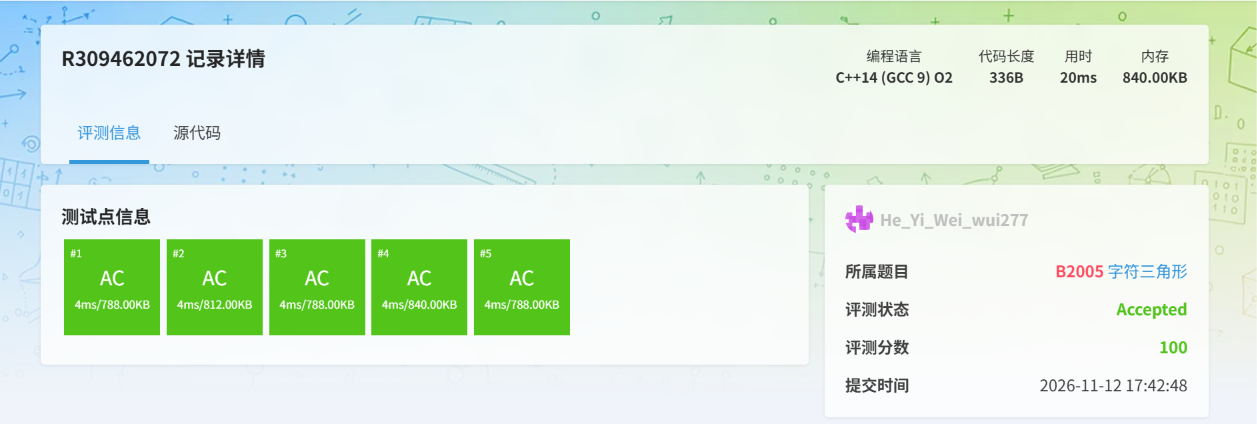 R309462072 记录详情
编程语言 代码长度 用时 内存
C++14 (GCC 9) O2 336B 20ms 840.00KB
评测信息 源代码
测试点信息
#1 #2 #3 #4 #5
AC AC AC AC AC
4ms/788.00KB 4ms/812.00KB 4ms/788.00KB 4ms/840.00KB 4ms/788.00KB
He_Yi_Wei_wui277
所属题目 B2005 字符三角形
评测状态 Accepted
评测分数 100
提交时间 2026-11-12 17:42:48